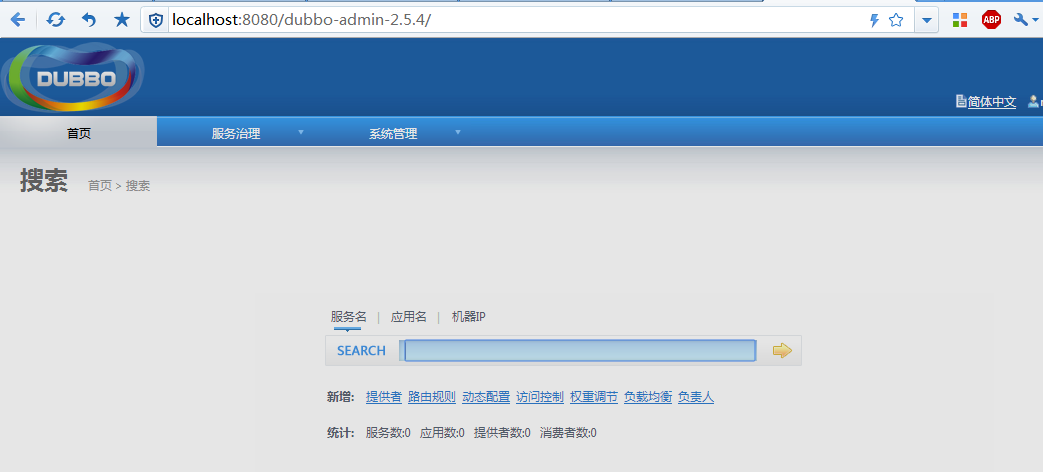 localhost:8080/dubbo-admin-2.5.4/
ABP
DUBBO
简体中文
首页 服务治理 系统管理
搜索 首页 > 搜索
服务名 | 应用名 | 机器IP
SEARCH
新增: 提供者 路由规则 动态配置 访问控制 权重调节 负载均衡 负责人
统计: 服务数:0 应用数:0 提供者数:0 消费者数:0